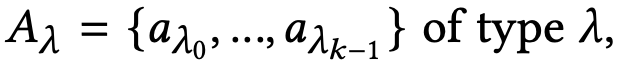 A_λ = {a_{λ_0}, ..., a_{λ_{k−1}}} of type λ,